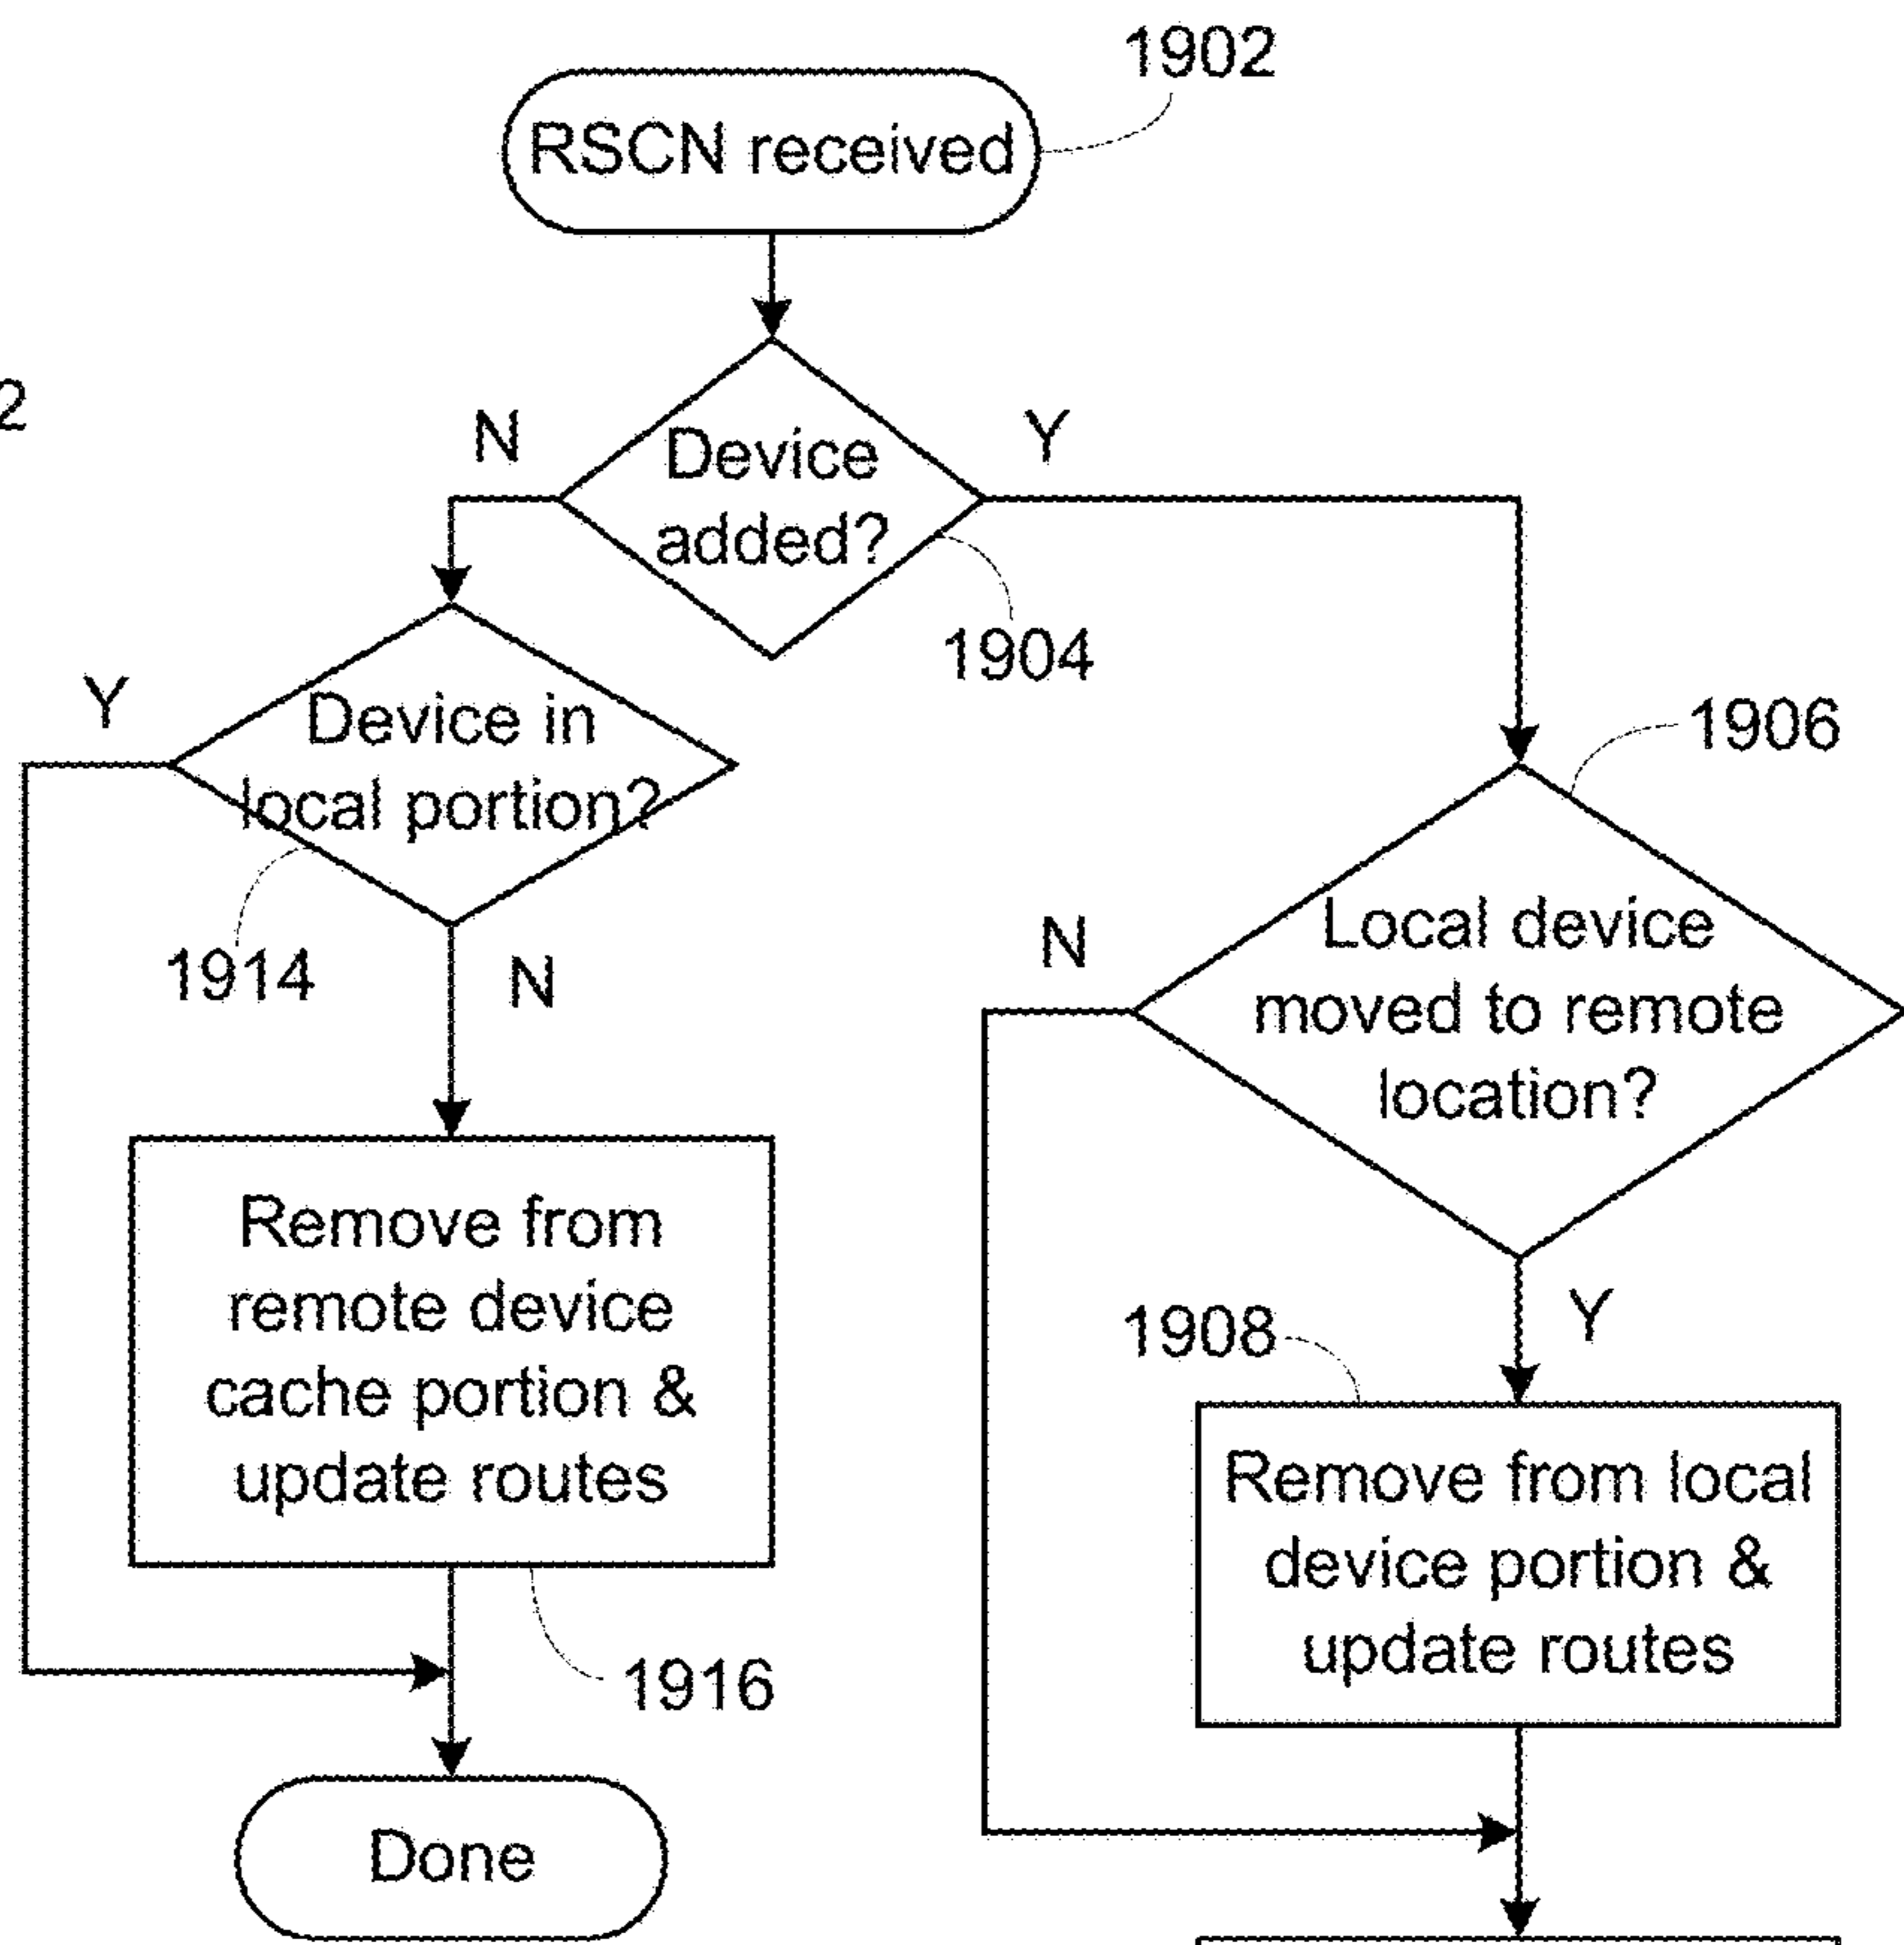 1902
RSCN received
2
N
Y
Device
added?
1904
Y
Device in
local portion?
1906
1914
N
N
Local device
moved to remote
location?
Remove from
remote device
cache portion &
update routes
1908
Y
Remove from local
device portion &
update routes
1916
Done